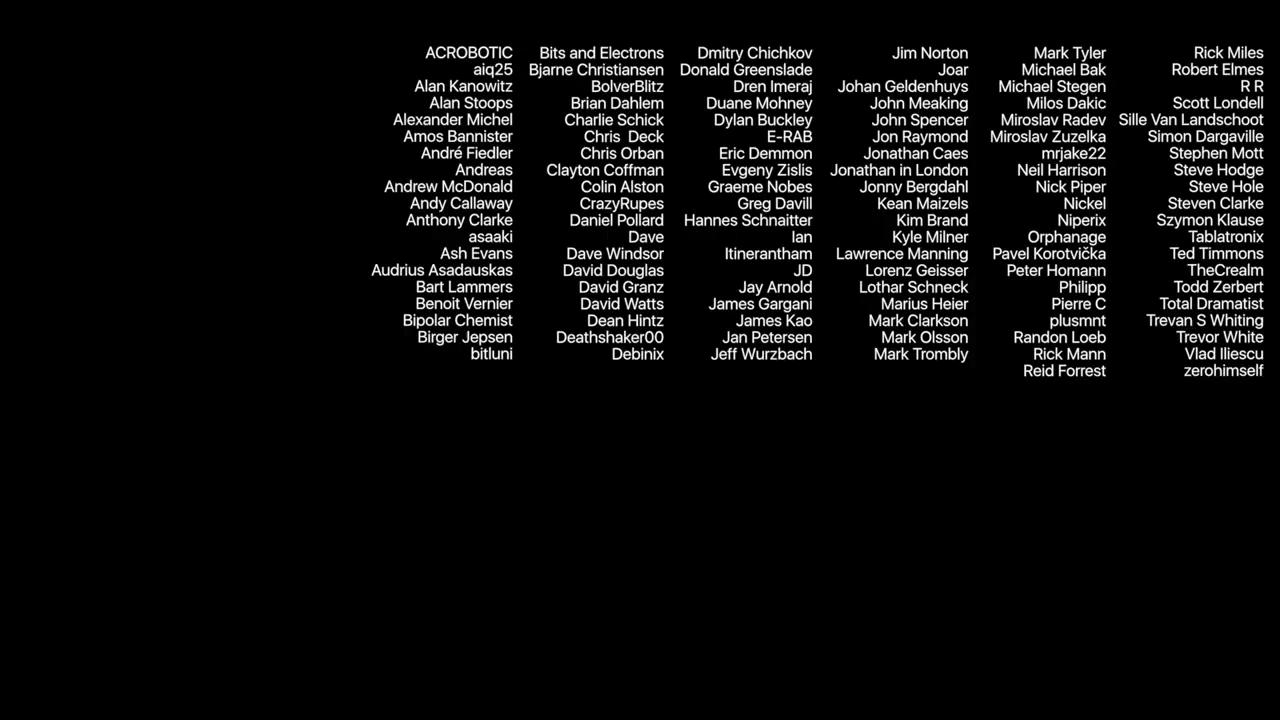 ACROBOTIC
aiq25
Alan Kanowitz
Alan Stoops
Alexander Michel
Amos Bannister
André Fiedler
Andreas
Andrew McDonald
Andy Callaway
Anthony Clarke
asaaki
Ash Evans
Audrius Asadauskas
Bart Lammers
Benoit Vernier
Bipolar Chemist
Birger Jepsen
bitluni
Bits and Electrons
Bjarne Christiansen
BolverBlitz
Brian Dahlem
Charlie Schick
Chris  Deck
Chris Orban
Clayton Coffman
Colin Alston
CrazyRupes
Daniel Pollard
Dave
Dave Windsor
David Douglas
David Granz
David Watts
Dean Hintz
Deathshaker00
Debinix
Dmitry Chichkov
Donald Greenslade
Dren Imeraj
Duane Mohney
Dylan Buckley
E-RAB
Eric Demmon
Evgeny Zislis
Graeme Nobes
Greg Davill
Hannes Schnaitter
Ian
Itinerantham
JD
Jay Arnold
James Gargani
James Kao
Jan Petersen
Jeff Wurzbach
Jim Norton
Joar
Johan Geldenhuys
John Meaking
John Spencer
Jon Raymond
Jonathan Caes
Jonathan in London
Jonny Bergdahl
Kean Maizels
Kim Brand
Kyle Milner
Lawrence Manning
Lorenz Geisser
Lothar Schneck
Marius Heier
Mark Clarkson
Mark Olsson
Mark Trombly
Mark Tyler
Michael Bak
Michael Stegen
Milos Dakic
Miroslav Radev
Miroslav Zuzelka
mrjake22
Neil Harrison
Nick Piper
Nickel
Niperix
Orphanage
Pavel Korotvička
Peter Homann
Philipp
Pierre C
plusmnt
Randon Loeb
Rick Mann
Reid Forrest
Rick Miles
Robert Elmes
R R
Scott Londell
Sille Van Landschoot
Simon Dargaville
Stephen Mott
Steve Hodge
Steve Hole
Steven Clarke
Szymon Klause
Tablatronix
Ted Timmons
TheCrealm
Todd Zerbert
Total Dramatist
Trevan S Whiting
Trevor White
Vlad Iliescu
zerohimself